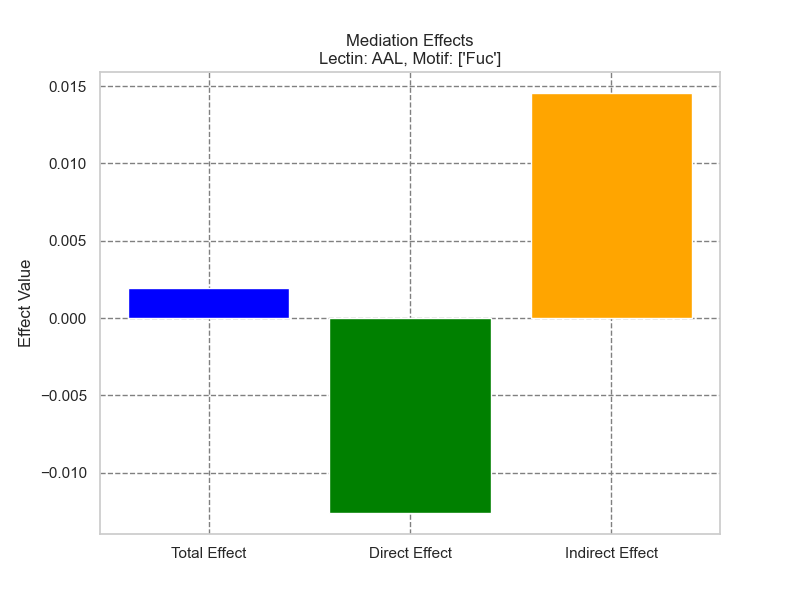 Mediation Effects
Lectin: AAL, Motif: ['Fuc']
Effect Value
0.015
0.010
0.005
0.000
−0.005
−0.010
Total Effect
Direct Effect
Indirect Effect